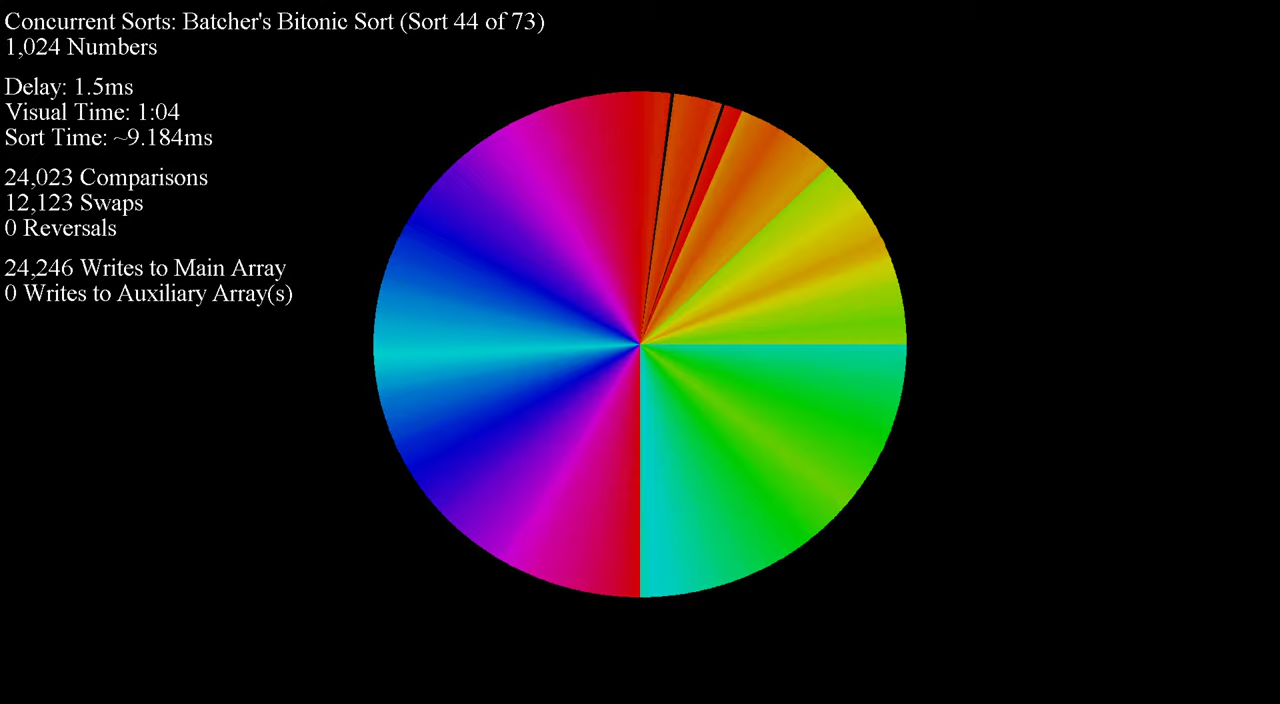 Concurrent Sorts: Batcher's Bitonic Sort (Sort 44 of 73)
1,024 Numbers
Delay: 1.5ms
Visual Time: 1:04
Sort Time: ~9.184ms
24,023 Comparisons
12,123 Swaps
0 Reversals
24,246 Writes to Main Array
0 Writes to Auxiliary Array(s)